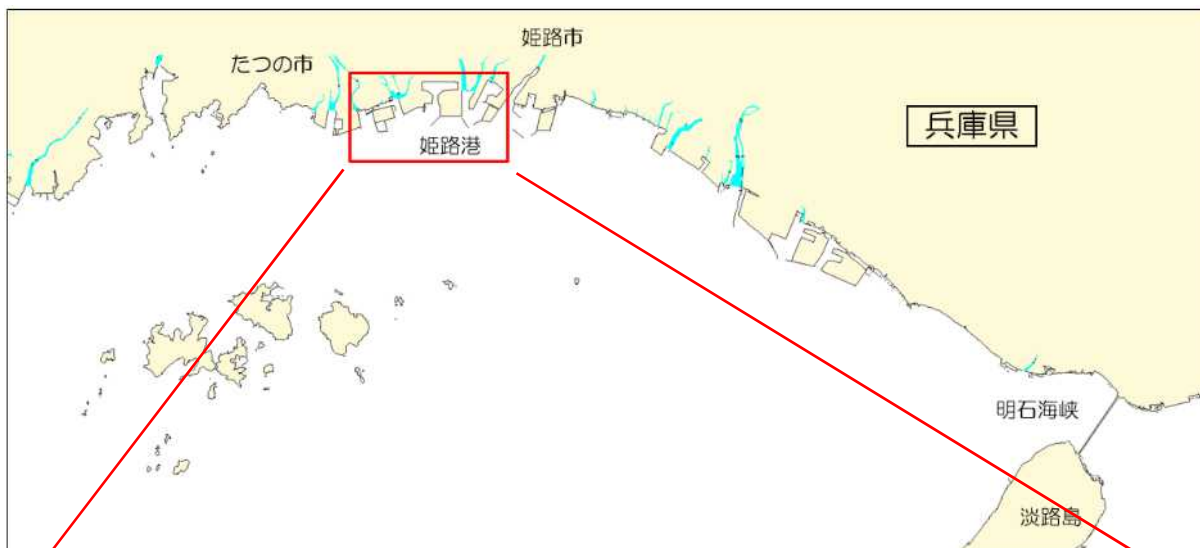 姫路市
たつの市
兵庫県
姫路港
明石海峡
淡路島